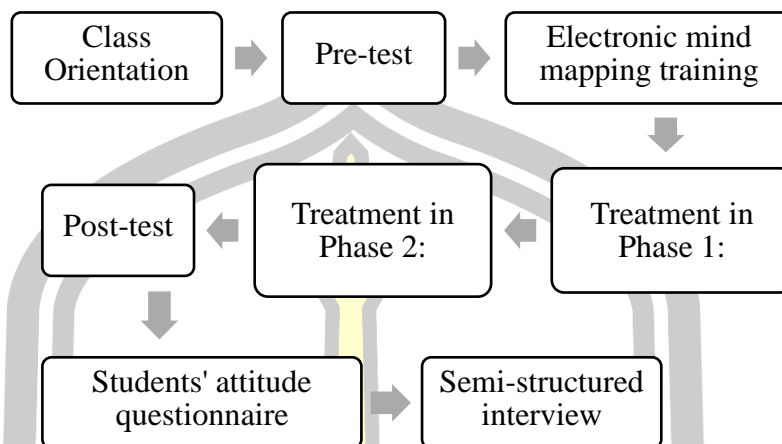 Class
Orientation
Pre-test
Electronic mind
mapping training
Treatment in
Phase 1:
Treatment in
Phase 2:
Post-test
Students' attitude
questionnaire
Semi-structured
interview